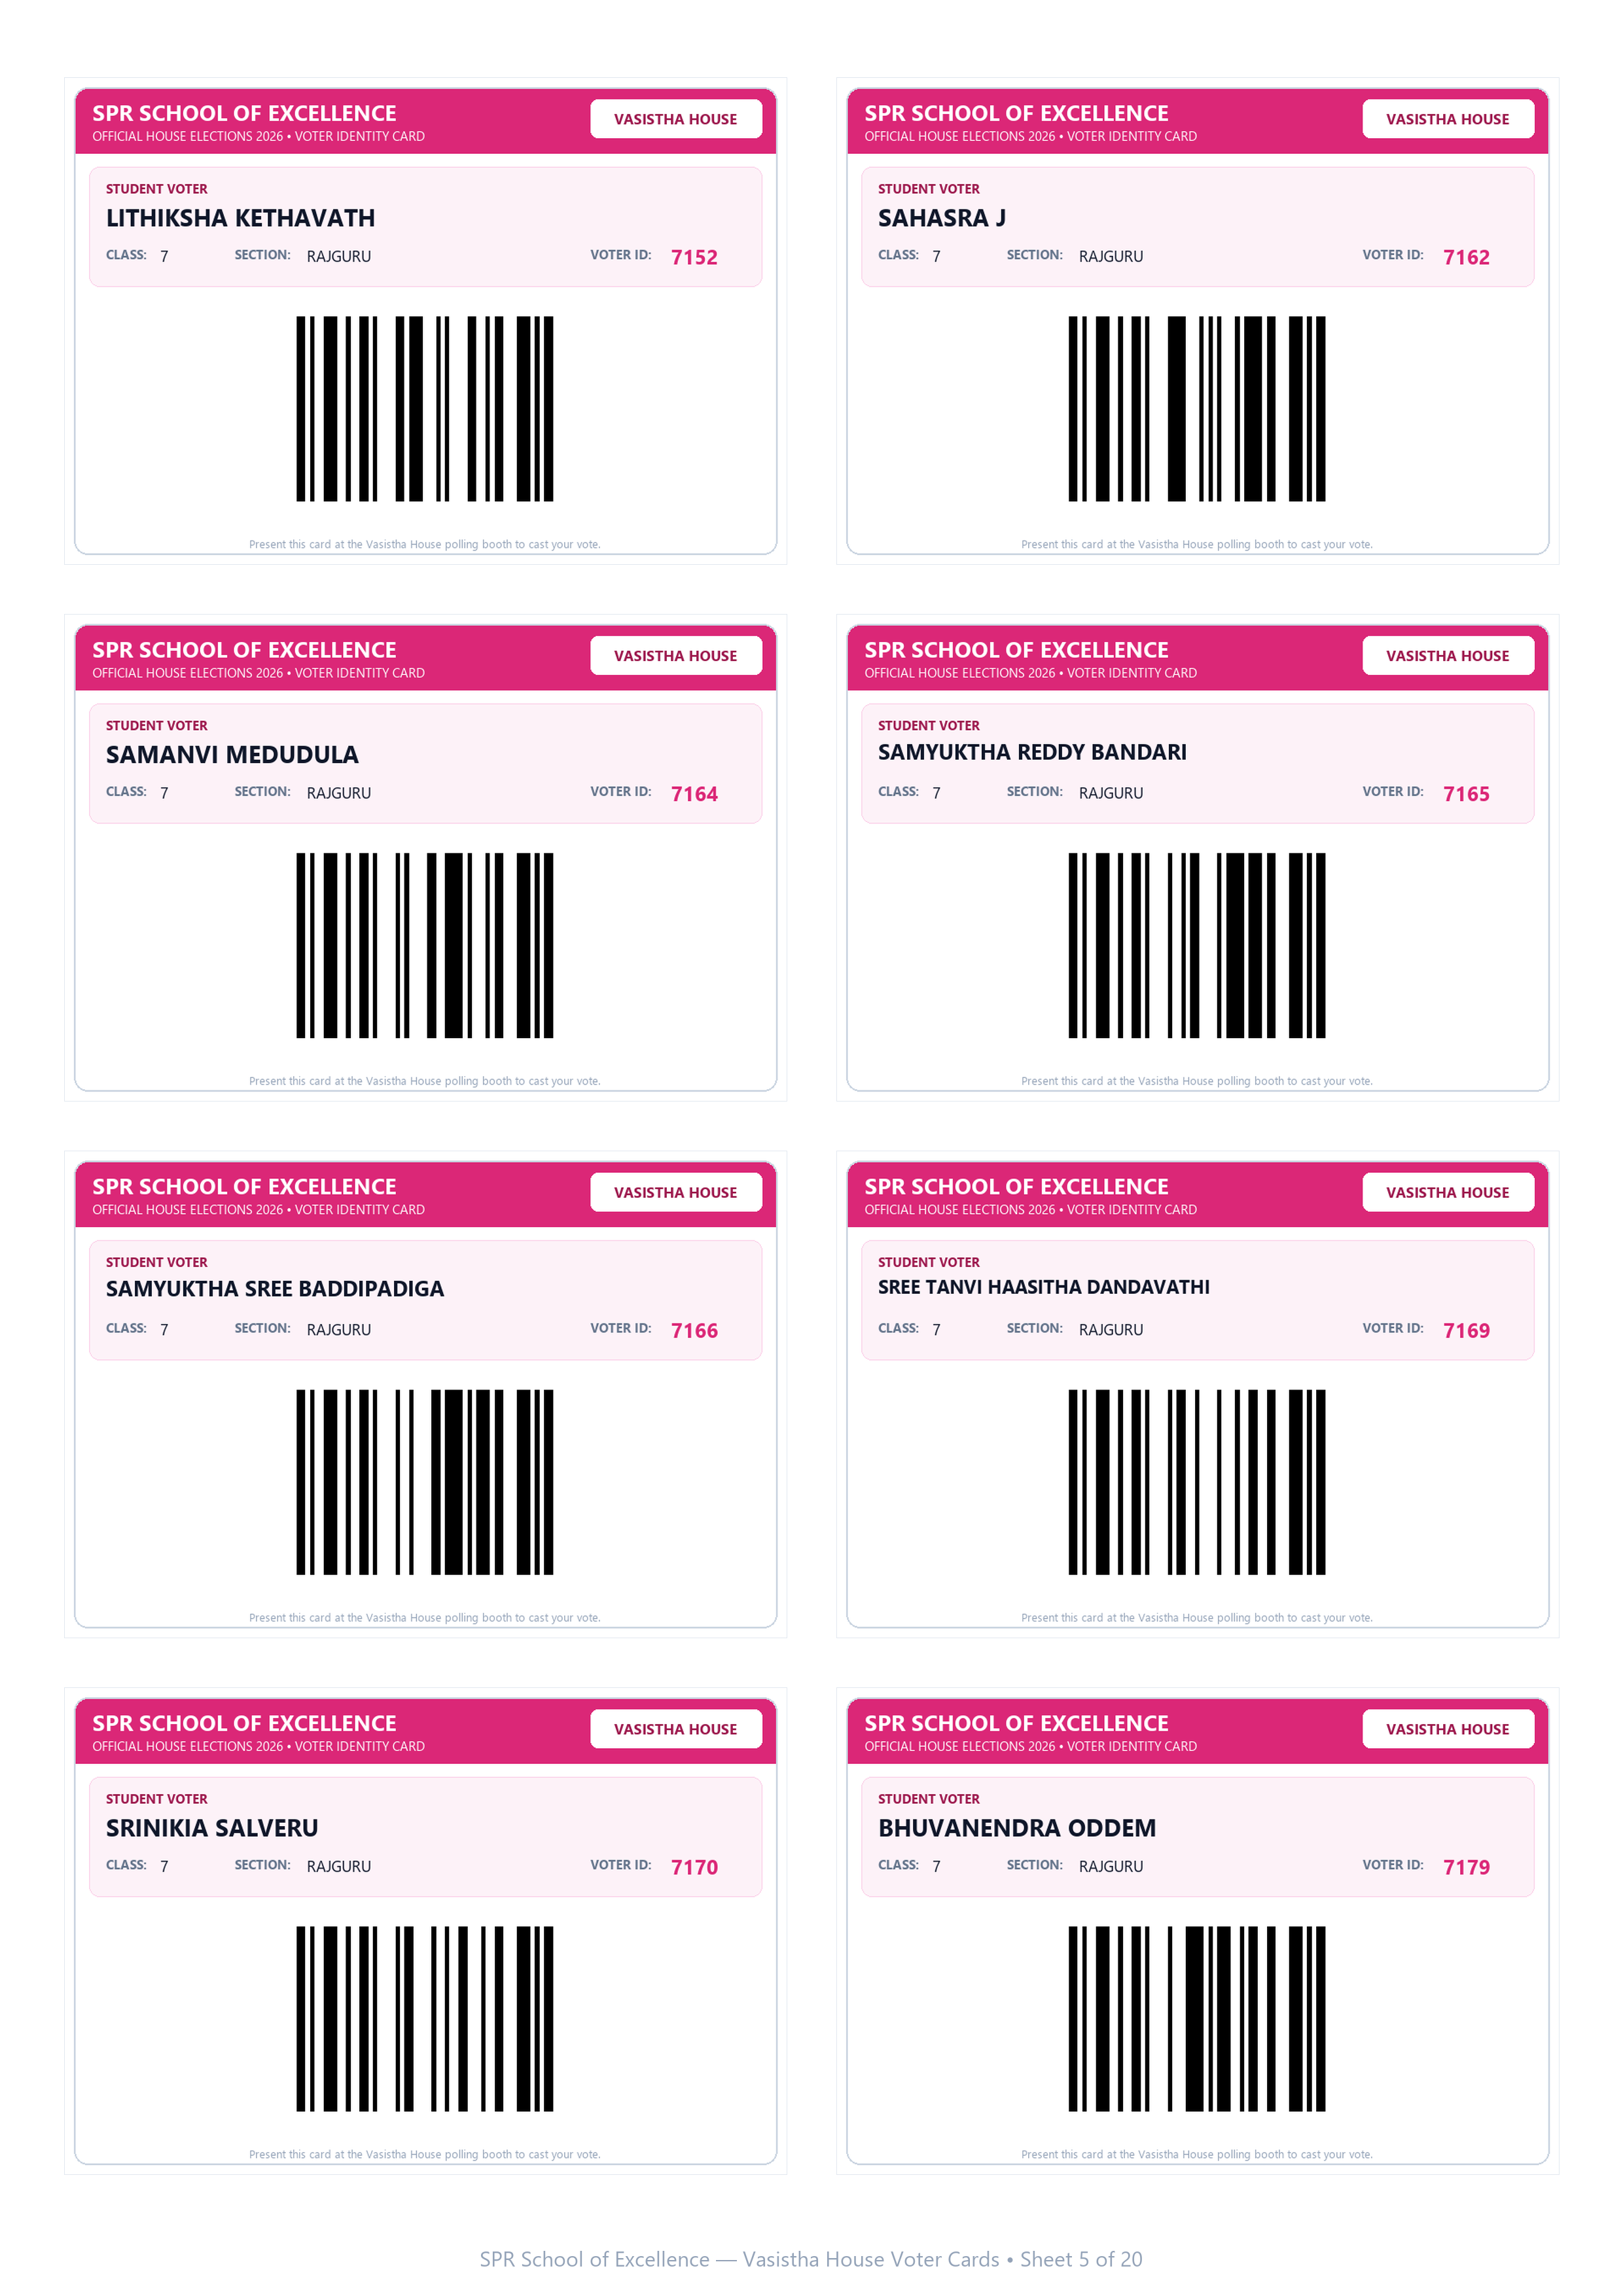 SPR SCHOOL OF EXCELLENCE
OFFICIAL HOUSE ELECTIONS 2026 • VOTER IDENTITY CARD
VASISTHA HOUSE
STUDENT VOTER
LITHIKSHA KETHAVATH
CLASS: 7 SECTION: RAJGURU VOTER ID: 7152
Present this card at the Vasistha House polling booth to cast your vote.
SPR SCHOOL OF EXCELLENCE
OFFICIAL HOUSE ELECTIONS 2026 • VOTER IDENTITY CARD
VASISTHA HOUSE
STUDENT VOTER
SAHASRA J
CLASS: 7 SECTION: RAJGURU VOTER ID: 7162
Present this card at the Vasistha House polling booth to cast your vote.
SPR SCHOOL OF EXCELLENCE
OFFICIAL HOUSE ELECTIONS 2026 • VOTER IDENTITY CARD
VASISTHA HOUSE
STUDENT VOTER
SAMANVI MEDUDULA
CLASS: 7 SECTION: RAJGURU VOTER ID: 7164
Present this card at the Vasistha House polling booth to cast your vote.
SPR SCHOOL OF EXCELLENCE
OFFICIAL HOUSE ELECTIONS 2026 • VOTER IDENTITY CARD
VASISTHA HOUSE
STUDENT VOTER
SAMYUKTHA REDDY BANDARI
CLASS: 7 SECTION: RAJGURU VOTER ID: 7165
Present this card at the Vasistha House polling booth to cast your vote.
SPR SCHOOL OF EXCELLENCE
OFFICIAL HOUSE ELECTIONS 2026 • VOTER IDENTITY CARD
VASISTHA HOUSE
STUDENT VOTER
SAMYUKTHA SREE BADDIPADIGA
CLASS: 7 SECTION: RAJGURU VOTER ID: 7166
Present this card at the Vasistha House polling booth to cast your vote.
SPR SCHOOL OF EXCELLENCE
OFFICIAL HOUSE ELECTIONS 2026 • VOTER IDENTITY CARD
VASISTHA HOUSE
STUDENT VOTER
SREE TANVI HAASITHA DANDAVATHI
CLASS: 7 SECTION: RAJGURU VOTER ID: 7169
Present this card at the Vasistha House polling booth to cast your vote.
SPR SCHOOL OF EXCELLENCE
OFFICIAL HOUSE ELECTIONS 2026 • VOTER IDENTITY CARD
VASISTHA HOUSE
STUDENT VOTER
SRINIKIA SALVERU
CLASS: 7 SECTION: RAJGURU VOTER ID: 7170
Present this card at the Vasistha House polling booth to cast your vote.
SPR SCHOOL OF EXCELLENCE
OFFICIAL HOUSE ELECTIONS 2026 • VOTER IDENTITY CARD
VASISTHA HOUSE
STUDENT VOTER
BHUVANENDRA ODDEM
CLASS: 7 SECTION: RAJGURU VOTER ID: 7179
Present this card at the Vasistha House polling booth to cast your vote.
SPR School of Excellence — Vasistha House Voter Cards • Sheet 5 of 20